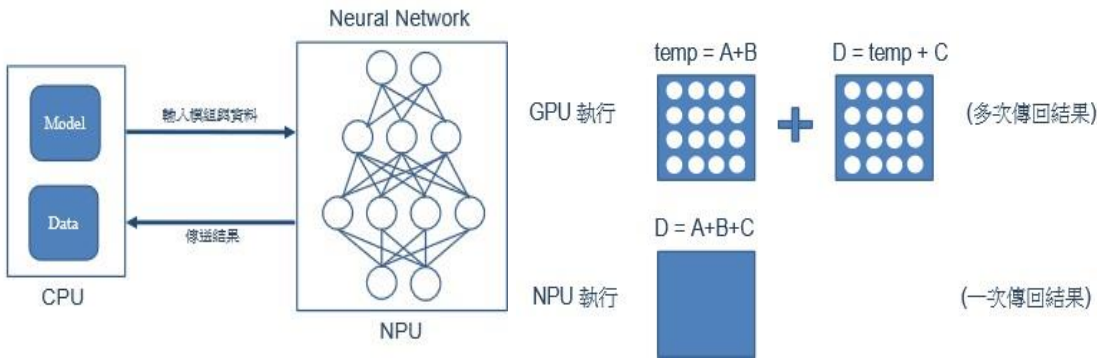 Neural Network
Model
Data
CPU
輸入模組與資料
傳送結果
NPU
GPU 執行
temp = A+B
D = temp + C
(多次傳回結果)
NPU 執行
D = A+B+C
(一次傳回結果)